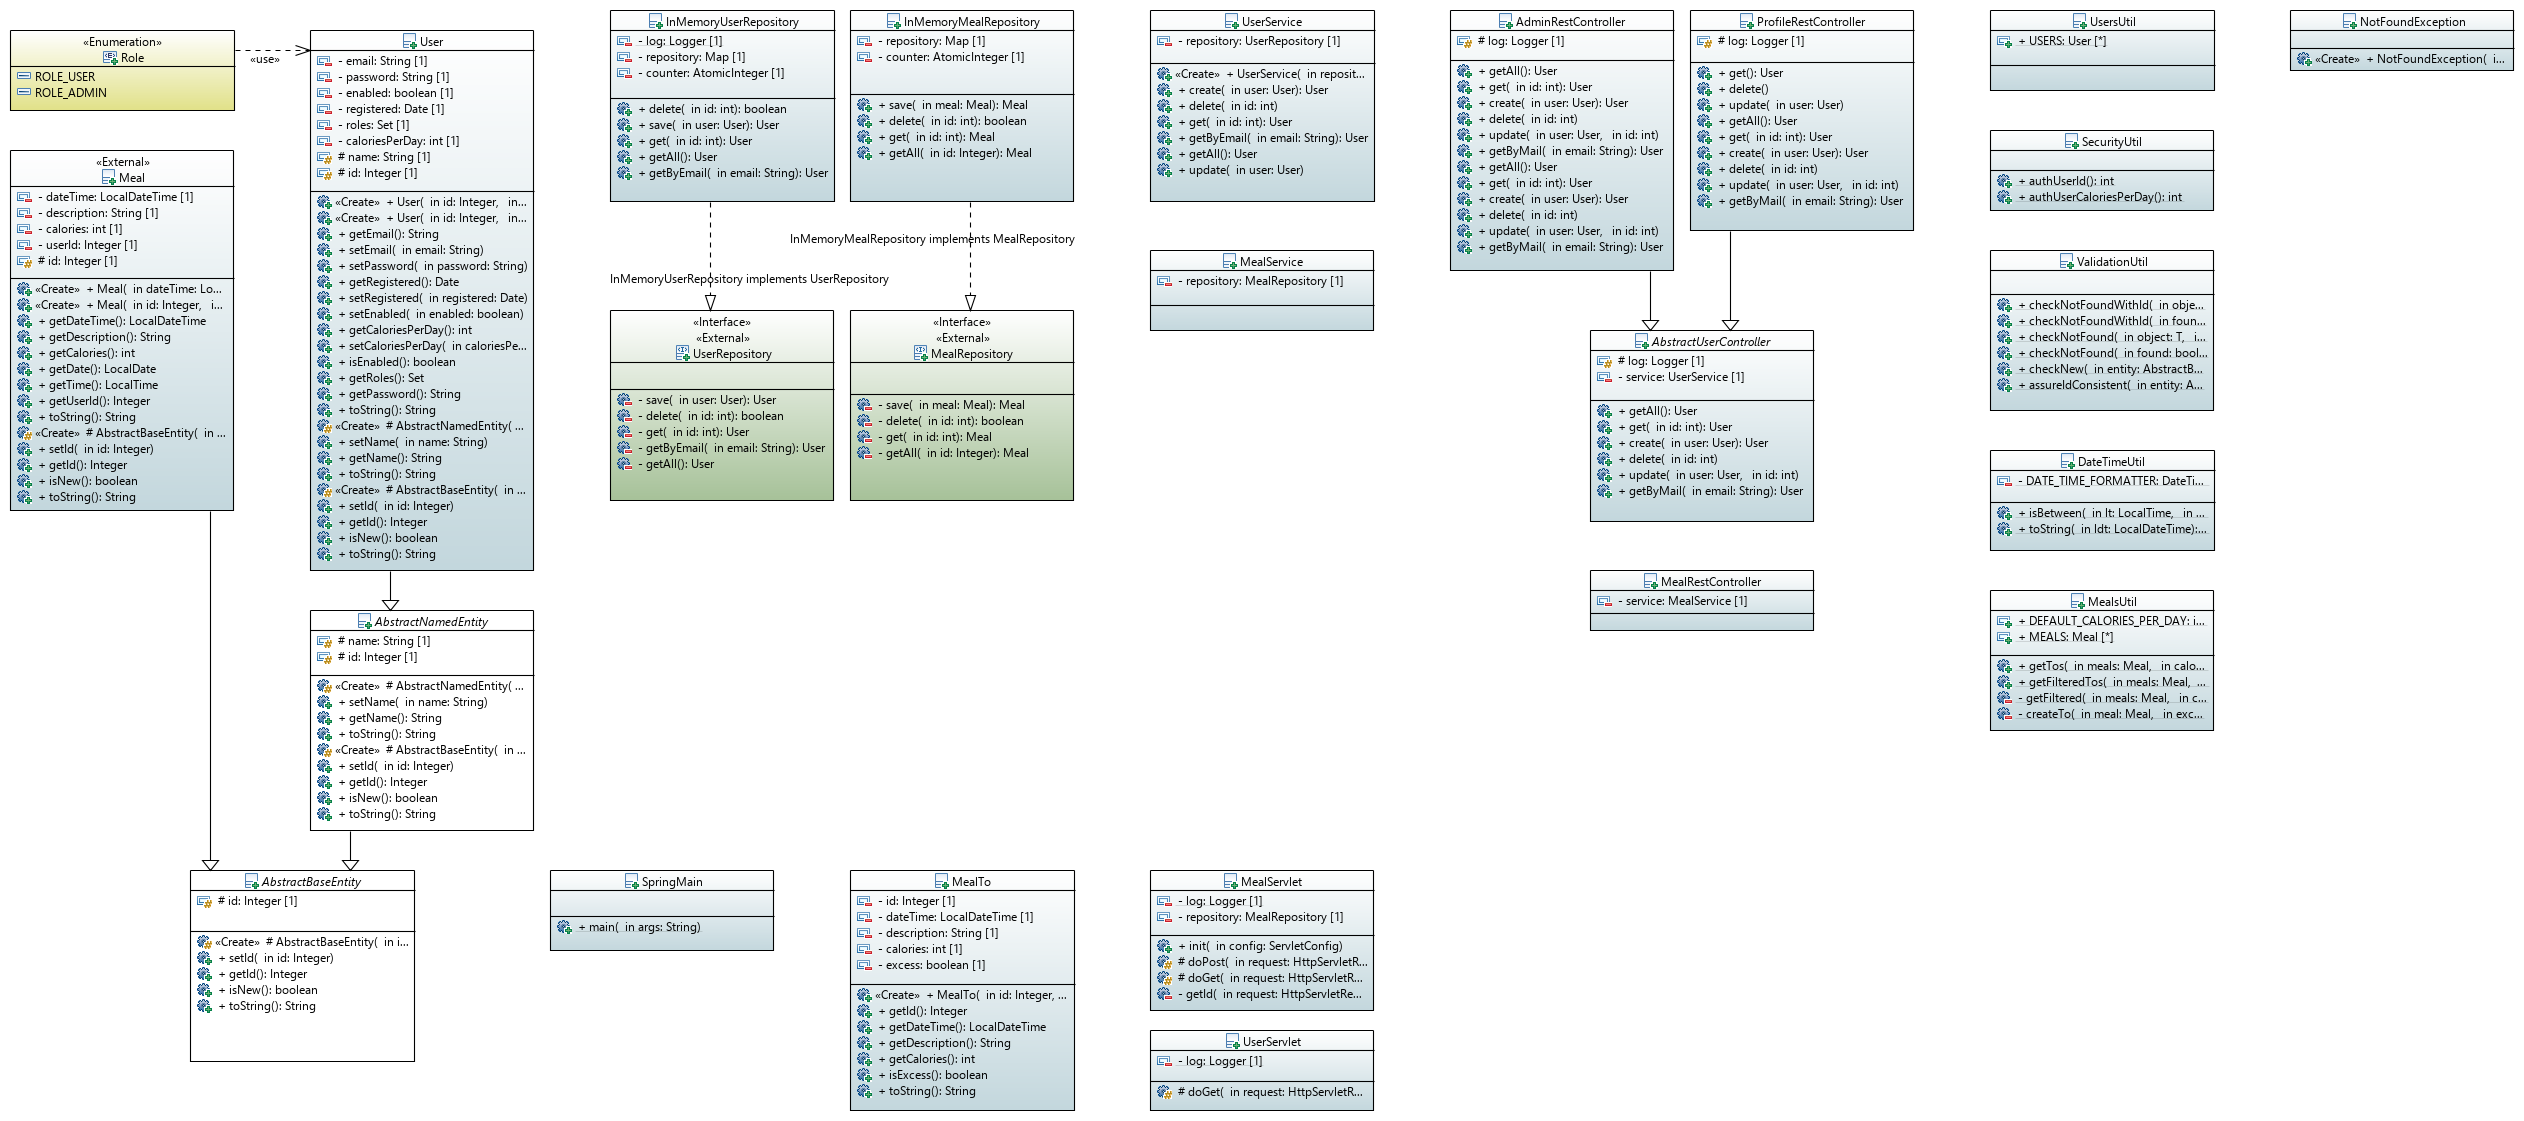 «Enumeration»
Role
ROLE_USER
ROLE_ADMIN
«use»
«External»
Meal
- dateTime: LocalDateTime [1]
- description: String [1]
- calories: int [1]
- userId: Integer [1]
# id: Integer [1]
«Create» + Meal( in dateTime: Lo...
«Create» + Meal( in id: Integer, i...
+ getDateTime(): LocalDateTime
+ getDescription(): String
+ getCalories(): int
+ getDate(): LocalDate
+ getTime(): LocalTime
+ getUserId(): Integer
+ toString(): String
«Create» # AbstractBaseEntity( in ...
+ setId( in id: Integer)
+ getId(): Integer
+ isNew(): boolean
+ toString(): String
User
- email: String [1]
- password: String [1]
- enabled: boolean [1]
- registered: Date [1]
- roles: Set [1]
- caloriesPerDay: int [1]
# name: String [1]
# id: Integer [1]
«Create» + User( in id: Integer, in...
«Create» + User( in id: Integer, in...
+ getEmail(): String
+ setEmail( in email: String)
+ setPassword( in password: String)
+ getRegistered(): Date
+ setRegistered( in registered: Date)
+ setEnabled( in enabled: boolean)
+ getCaloriesPerDay(): int
+ setCaloriesPerDay( in caloriesPe...
+ isEnabled(): boolean
+ getRoles(): Set
+ getPassword(): String
+ toString(): String
«Create» # AbstractNamedEntity( ...
+ setName( in name: String)
+ getName(): String
+ toString(): String
«Create» # AbstractBaseEntity( in ...
+ setId( in id: Integer)
+ getId(): Integer
+ isNew(): boolean
+ toString(): String
AbstractNamedEntity
# name: String [1]
# id: Integer [1]
«Create» # AbstractNamedEntity( ...
+ setName( in name: String)
+ getName(): String
+ toString(): String
«Create» # AbstractBaseEntity( in ...
+ setId( in id: Integer)
+ getId(): Integer
+ isNew(): boolean
+ toString(): String
AbstractBaseEntity
# id: Integer [1]
«Create» # AbstractBaseEntity( in i...
+ setId( in id: Integer)
+ getId(): Integer
+ isNew(): boolean
+ toString(): String
InMemoryUserRepository
- log: Logger [1]
- repository: Map [1]
- counter: AtomicInteger [1]
+ delete( in id: int): boolean
+ save( in user: User): User
+ get( in id: int): User
+ getAll(): User
+ getByEmail( in email: String): User
InMemoryMealRepository
- repository: Map [1]
- counter: AtomicInteger [1]
+ save( in meal: Meal): Meal
+ delete( in id: int): boolean
+ get( in id: int): Meal
+ getAll( in id: Integer): Meal
InMemoryMealRepository implements MealRepository
InMemoryUserRepository implements UserRepository
«Interface»
«External»
UserRepository
- save( in user: User): User
- delete( in id: int): boolean
- get( in id: int): User
- getByEmail( in email: String): User
- getAll(): User
«Interface»
«External»
MealRepository
- save( in meal: Meal): Meal
- delete( in id: int): boolean
- get( in id: int): Meal
- getAll( in id: Integer): Meal
SpringMain
+ main( in args: String)
MealTo
- id: Integer [1]
- dateTime: LocalDateTime [1]
- description: String [1]
- calories: int [1]
- excess: boolean [1]
«Create» + MealTo( in id: Integer, ...
+ getId(): Integer
+ getDateTime(): LocalDateTime
+ getDescription(): String
+ getCalories(): int
+ isExcess(): boolean
+ toString(): String
UserService
- repository: UserRepository [1]
«Create» + UserService( in reposit...
+ create( in user: User): User
+ delete( in id: int)
+ get( in id: int): User
+ getByEmail( in email: String): User
+ getAll(): User
+ update( in user: User)
MealService
- repository: MealRepository [1]
MealServlet
- log: Logger [1]
- repository: MealRepository [1]
+ init( in config: ServletConfig)
# doPost( in request: HttpServletR...
# doGet( in request: HttpServletR...
- getId( in request: HttpServletRe...
UserServlet
- log: Logger [1]
# doGet( in request: HttpServletR...
AdminRestController
# log: Logger [1]
+ getAll(): User
+ get( in id: int): User
+ create( in user: User): User
+ delete( in id: int)
+ update( in user: User, in id: int)
+ getByMail( in email: String): User
+ getAll(): User
+ get( in id: int): User
+ create( in user: User): User
+ delete( in id: int)
+ update( in user: User, in id: int)
+ getByMail( in email: String): User
ProfileRestController
# log: Logger [1]
+ get(): User
+ delete()
+ update( in user: User)
+ getAll(): User
+ get( in id: int): User
+ create( in user: User): User
+ delete( in id: int)
+ update( in user: User, in id: int)
+ getByMail( in email: String): User
AbstractUserController
# log: Logger [1]
- service: UserService [1]
+ getAll(): User
+ get( in id: int): User
+ create( in user: User): User
+ delete( in id: int)
+ update( in user: User, in id: int)
+ getByMail( in email: String): User
MealRestController
- service: MealService [1]
UsersUtil
+ USERS: User [*]
SecurityUtil
+ authUserId(): int
+ authUserCaloriesPerDay(): int
ValidationUtil
+ checkNotFoundWithId( in obje...
+ checkNotFoundWithId( in foun...
+ checkNotFound( in object: T, i...
+ checkNotFound( in found: bool...
+ checkNew( in entity: AbstractB...
+ assureIdConsistent( in entity: A...
DateTimeUtil
- DATE_TIME_FORMATTER: DateTi...
+ isBetween( in lt: LocalTime, in ...
+ toString( in ldt: LocalDateTime):...
MealsUtil
+ DEFAULT_CALORIES_PER_DAY: i...
+ MEALS: Meal [*]
+ getTos( in meals: Meal, in calo...
+ getFilteredTos( in meals: Meal, ...
- getFiltered( in meals: Meal, in c...
- createTo( in meal: Meal, in exc...
NotFoundException
«Create» + NotFoundException( i...